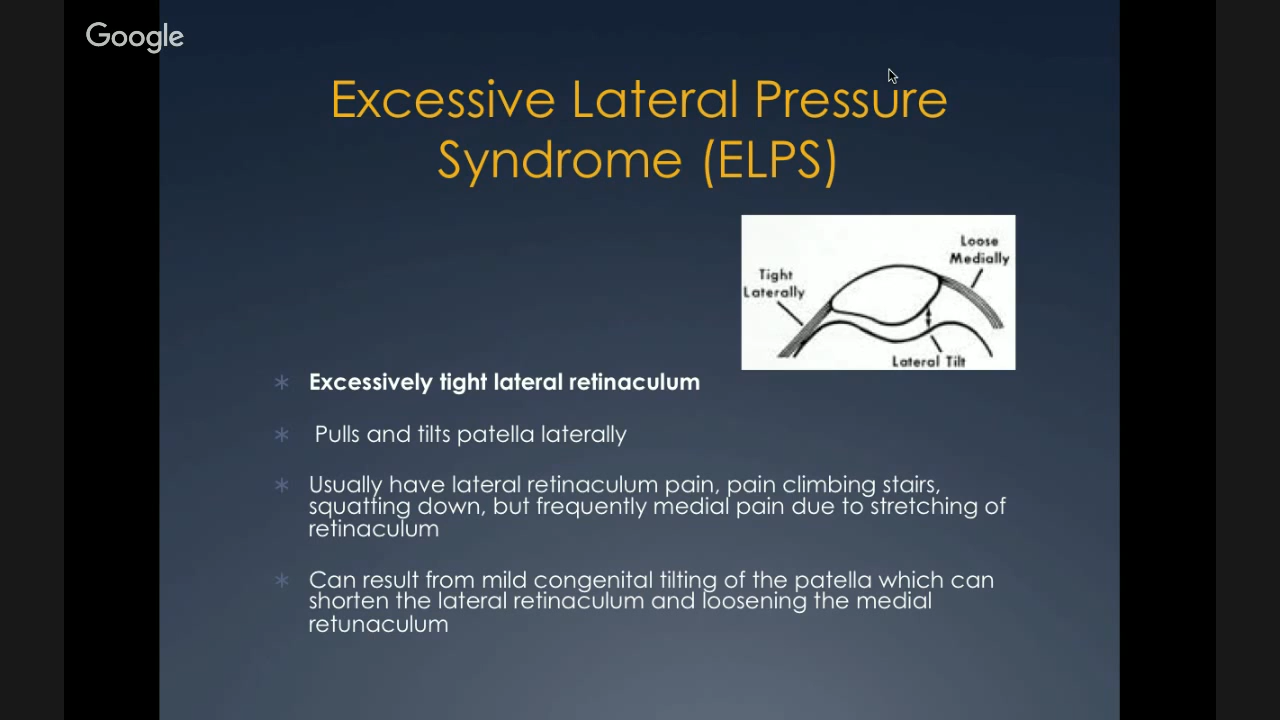 Google
Excessive Lateral Pressure
Syndrome (ELPS)
Loose
Medially
Tight
Laterally
Lateral Tilt
Excessively tight lateral retinaculum
Pulls and tilts patella laterally
Usually have lateral retinaculum pain, pain climbing stairs,
squatting down, but frequently medial pain due to stretching of
retinaculum
Can result from mild congenital tilting of the patella which can
shorten the lateral retinaculum and loosening the medial
retunaculum